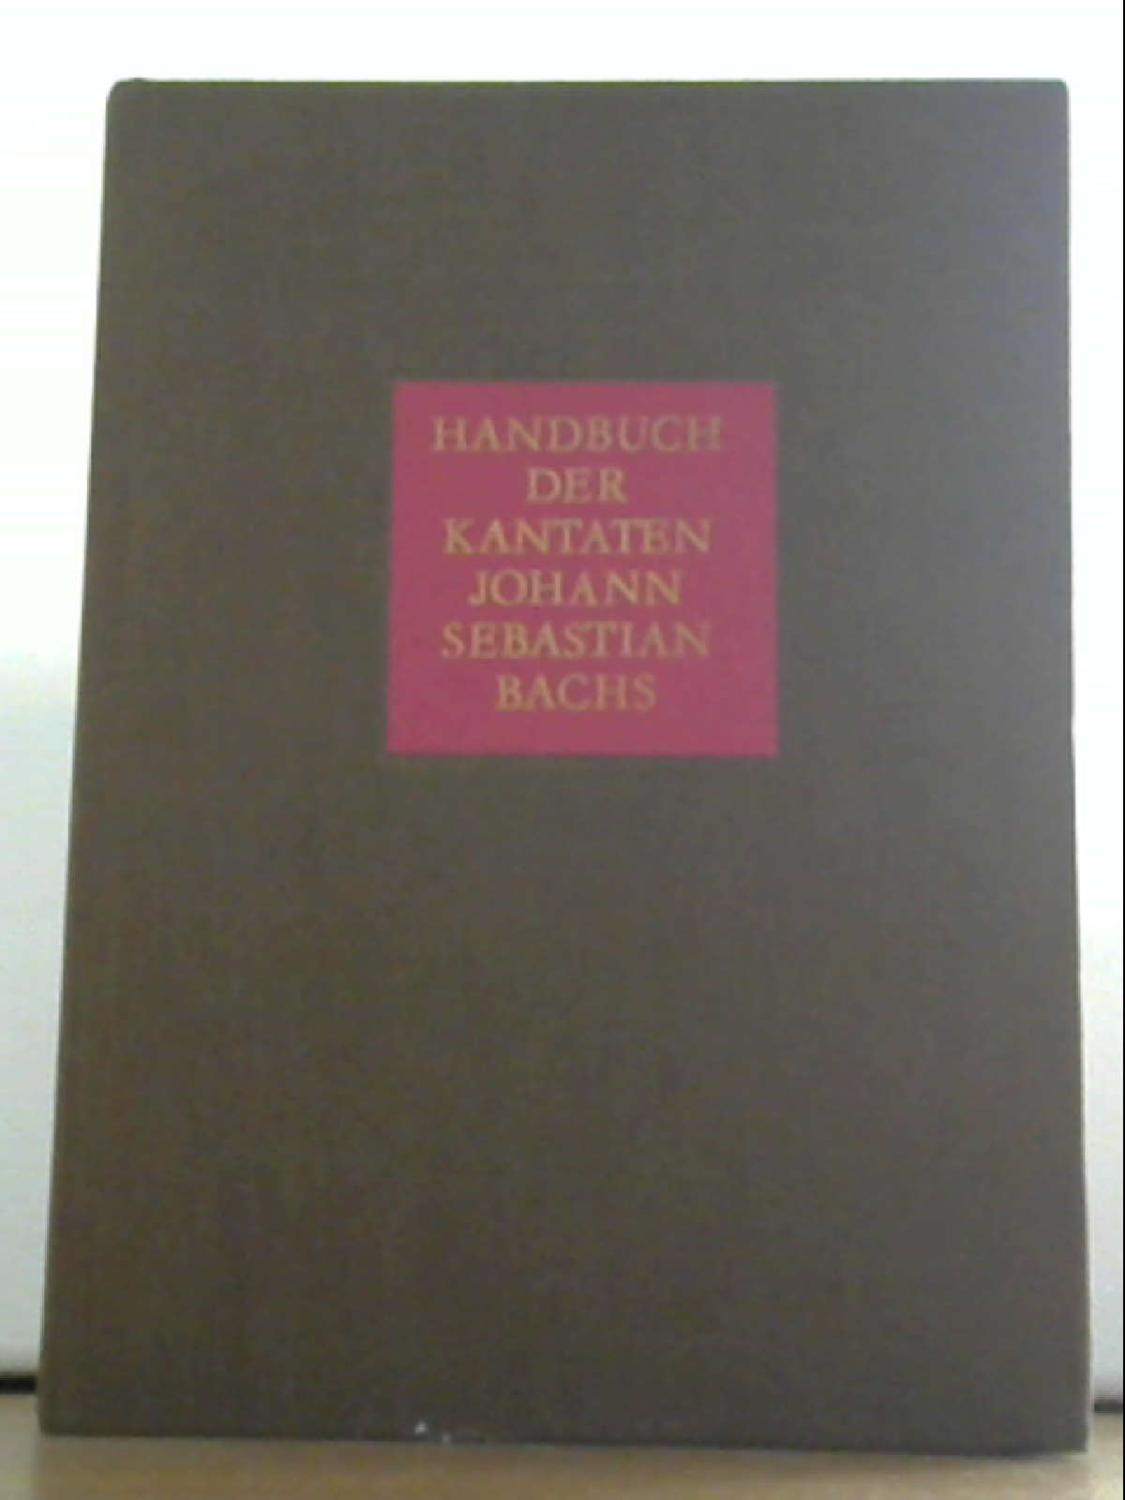 HANDBUCH
DER
KANTATEN
JOHANN
SEBASTIAN
BACHS